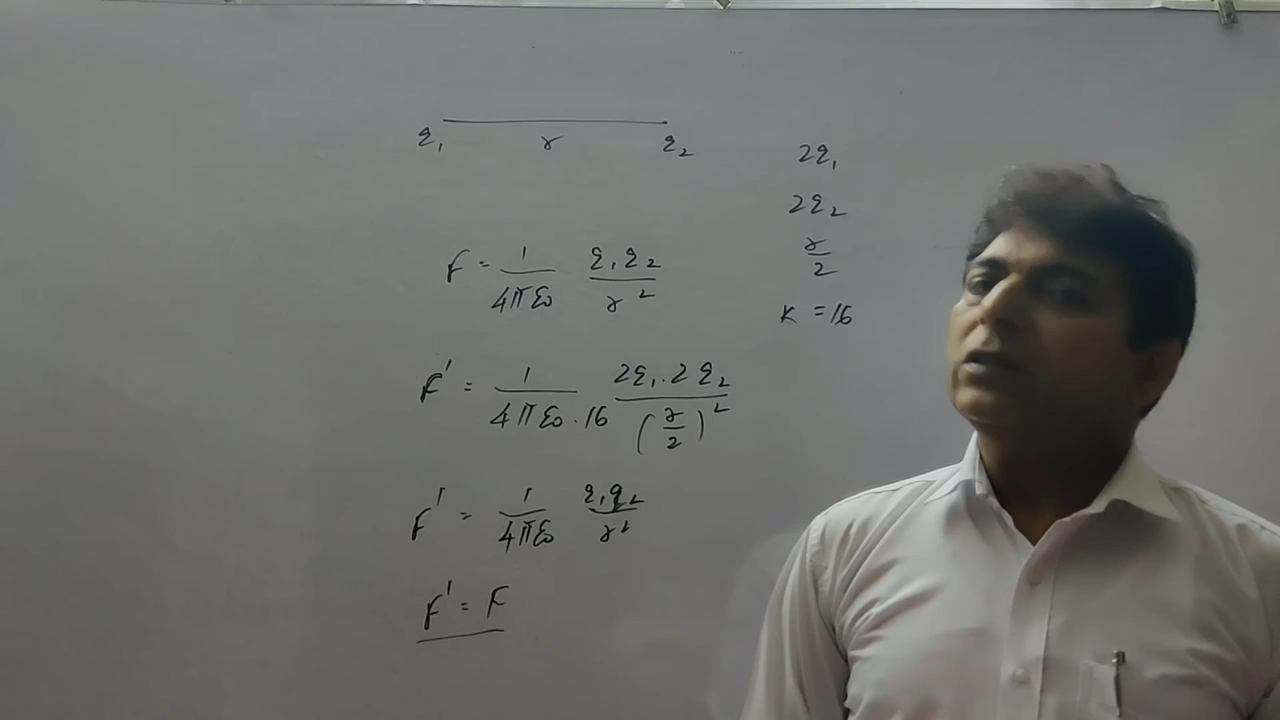 q₁ r q₂
2q₁
2q₂
r/2
K = 16
F = 1/4πε₀ q₁q₂/r²
F' = 1/4πε₀·16 2q₁·2q₂/(r/2)²
F' = 1/4πε₀ q₁q₂/r²
F' = F